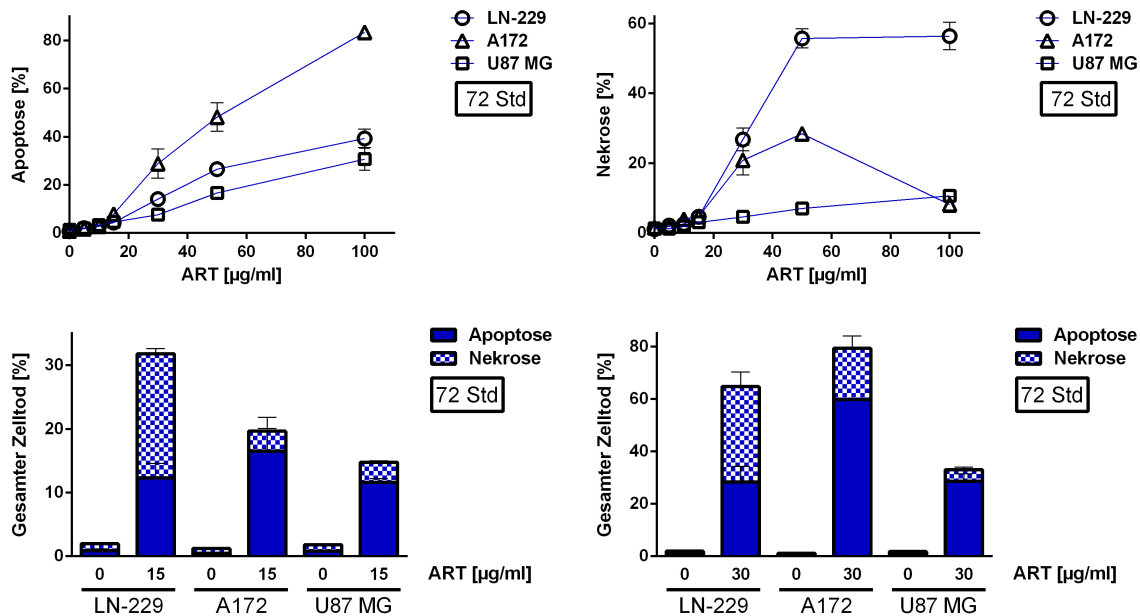 Apoptose [%]
80
60
40
20
0
0 20 40 60 80 100
ART [µg/ml]
LN-229
A172
U87 MG
72 Std
Nekrose [%]
60
40
20
0
0 20 40 60 80 100
ART [µg/ml]
LN-229
A172
U87 MG
72 Std
Gesamter Zelltod [%]
30
20
10
0
0 15 0 15 0 15 ART [µg/ml]
LN-229 A172 U87 MG
Apoptose
Nekrose
72 Std
Gesamter Zelltod [%]
80
60
40
20
0
0 30 0 30 0 30 ART [µg/ml]
LN-229 A172 U87 MG
Apoptose
Nekrose
72 Std